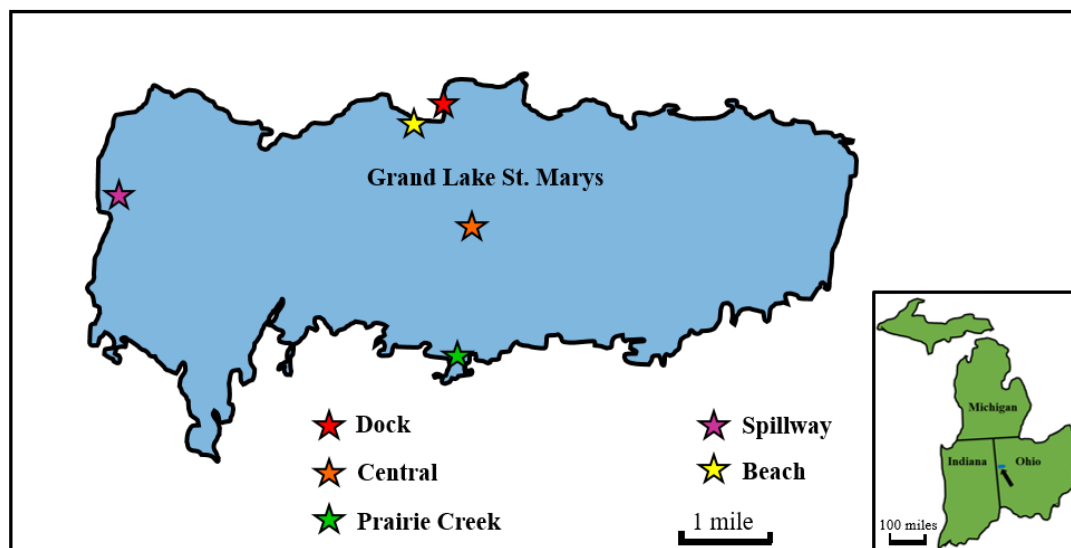 Grand Lake St. Marys
Dock
Central
Prairie Creek
Spillway
Beach
1 mile
Michigan
Indiana
Ohio
100 miles